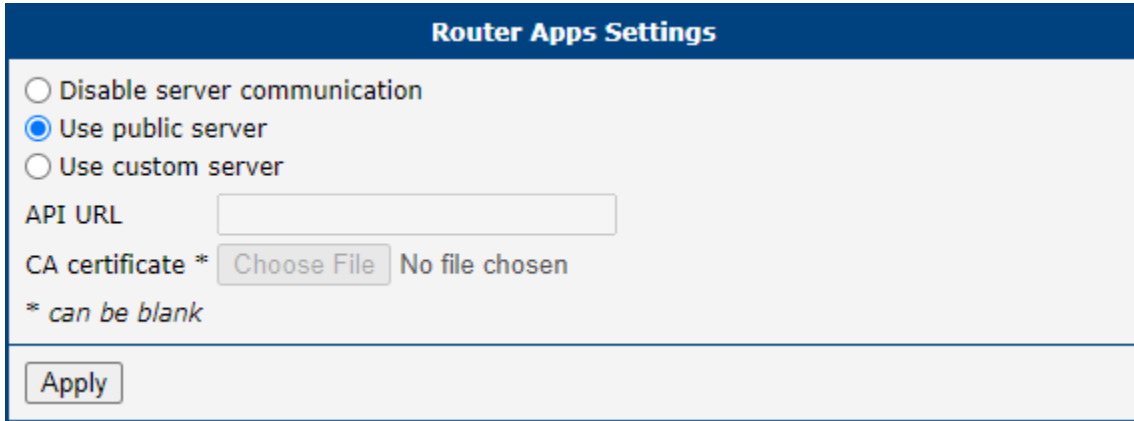 Router Apps Settings
Disable server communication
Use public server
Use custom server
API URL
CA certificate * Choose File No file chosen
* can be blank
Apply